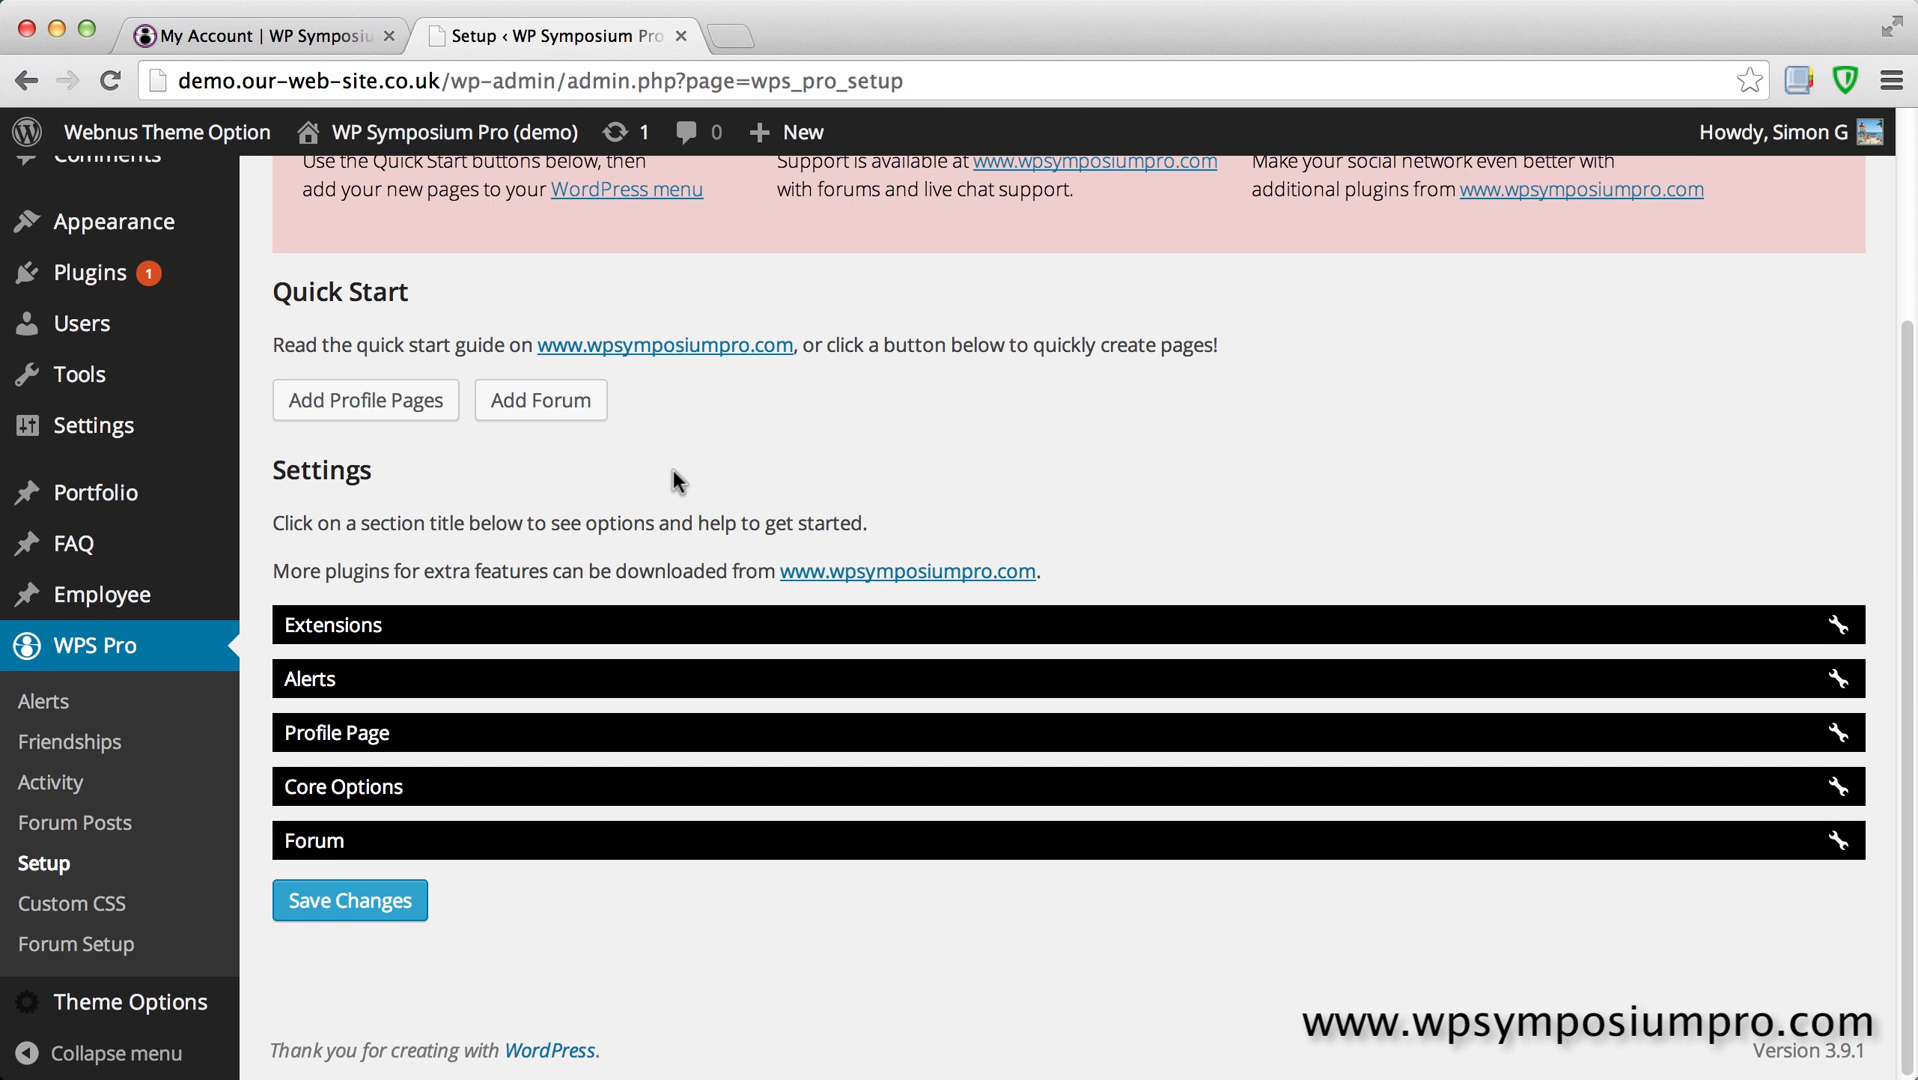 My Account | WP Symposiu
Setup ‹ WP Symposium Pro
demo.our-web-site.co.uk/wp-admin/admin.php?page=wps_pro_setup
Webnus Theme Option
WP Symposium Pro (demo)
1
0
New
Howdy, Simon G
Comments
Appearance
Plugins 1
Users
Tools
Settings
Portfolio
FAQ
Employee
WPS Pro
Alerts
Friendships
Activity
Forum Posts
Setup
Custom CSS
Forum Setup
Theme Options
Collapse menu
Use the Quick Start buttons below, then
add your new pages to your WordPress menu
Support is available at www.wpsymposiumpro.com
with forums and live chat support.
Make your social network even better with
additional plugins from www.wpsymposiumpro.com
Quick Start
Read the quick start guide on www.wpsymposiumpro.com, or click a button below to quickly create pages!
Add Profile Pages
Add Forum
Settings
Click on a section title below to see options and help to get started.
More plugins for extra features can be downloaded from www.wpsymposiumpro.com.
Extensions
Alerts
Profile Page
Core Options
Forum
Save Changes
www.wpsymposiumpro.com
Thank you for creating with WordPress.
Version 3.9.1